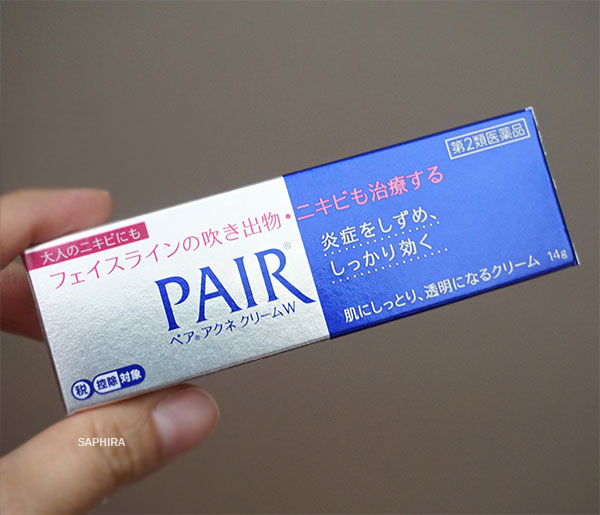 大人のニキビにも
フェイスラインの吹き出物・ニキビも治療する
PAIR®
ペア®アクネ クリームW
税 控除 対象
第2類医薬品
炎症をしずめ、
しっかり効く‥
肌にしっとり、透明になるクリーム 14g
SAPHIRA